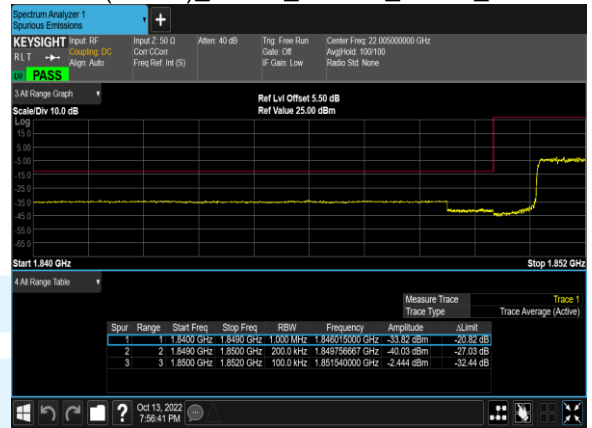 Spectrum Analyzer 1
Spurious Emissions
KEYSIGHT Input: RF Input Z: 50 Ω Atten: 40 dB Trig: Free Run Center Freq: 22.005000000 GHz
RLT Coupling: DC Corr CCorr Gate: Off Avg|Hold: 100/100
Align: Auto Freq Ref: Int (S) IF Gain: Low Radio Std: None
PASS
3 All Range Graph
Ref Lvl Offset 5.50 dB
Scale/Div 10.0 dB Ref Value 25.00 dBm
Log
15.0
5.00
-5.00
-15.0
-25.0
-35.0
-45.0
-55.0
-65.0
Start 1.840 GHz Stop 1.852 GHz
4 All Range Table
Measure Trace Trace 1
Trace Type Trace Average (Active)
Spur Range Start Freq Stop Freq RBW Frequency Amplitude ΔLimit
1 1 1.8400 GHz 1.8490 GHz 1.000 MHz 1.846015000 GHz -33.82 dBm -20.82 dB
2 2 1.8490 GHz 1.8500 GHz 200.0 kHz 1.849756667 GHz -40.03 dBm -27.03 dB
3 3 1.8500 GHz 1.8520 GHz 100.0 kHz 1.851540000 GHz -2.444 dBm -32.44 dB
Oct 13, 2022
7:56:41 PM